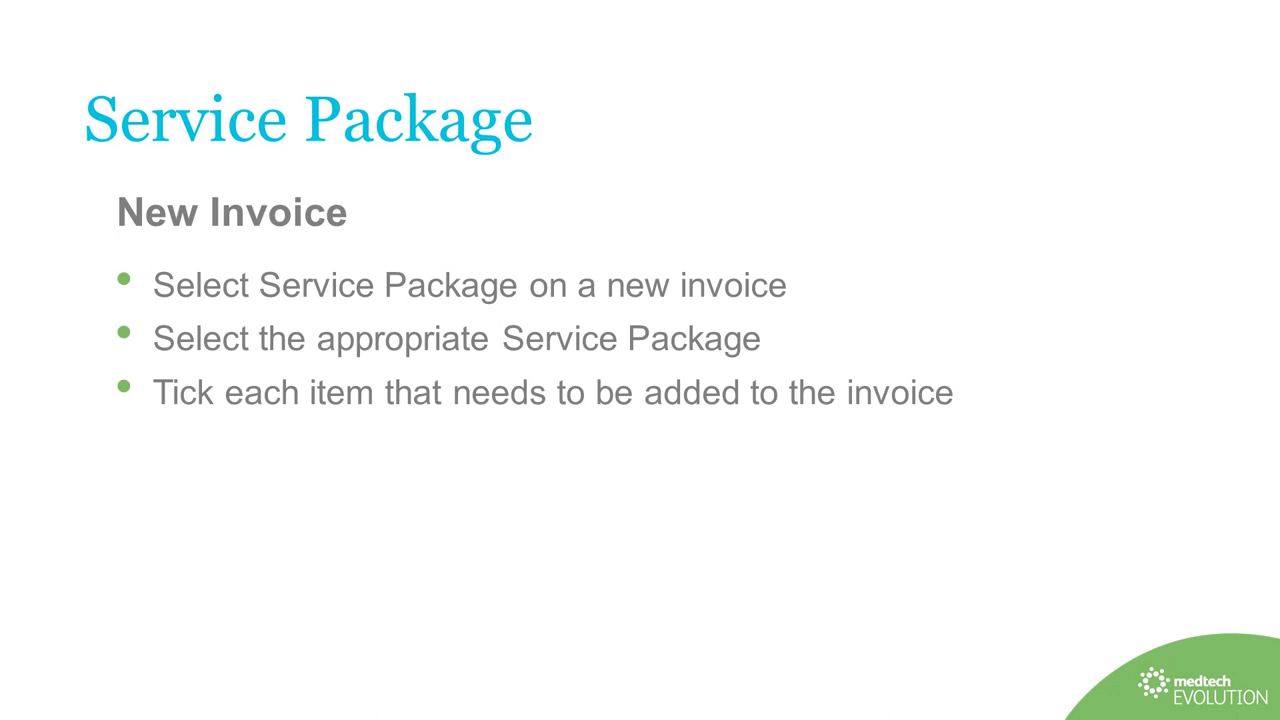 Service Package
New Invoice
• Select Service Package on a new invoice
• Select the appropriate Service Package
• Tick each item that needs to be added to the invoice
medtech
EVOLUTION